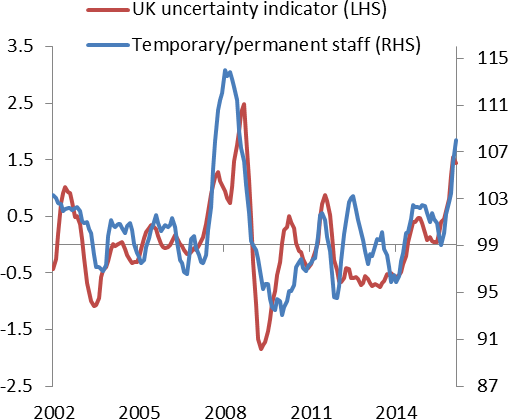 UK uncertainty indicator (LHS)
Temporary/permanent staff (RHS)
3.5 115
2.5 111
1.5 107
0.5 103
-0.5 99
-1.5 95
-2.5 91
87
2002 2005 2008 2011 2014